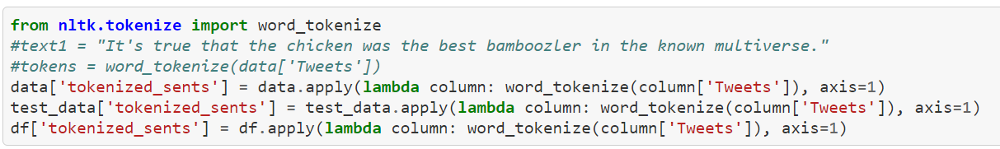 from nltk.tokenize import word_tokenize
#text1 = "It's true that the chicken was the best bamboozler in the known multiverse."
#tokens = word_tokenize(data['Tweets'])
data['tokenized_sents'] = data.apply(lambda column: word_tokenize(column['Tweets']), axis=1)
test_data['tokenized_sents'] = test_data.apply(lambda column: word_tokenize(column['Tweets']), axis=1)
df['tokenized_sents'] = df.apply(lambda column: word_tokenize(column['Tweets']), axis=1)